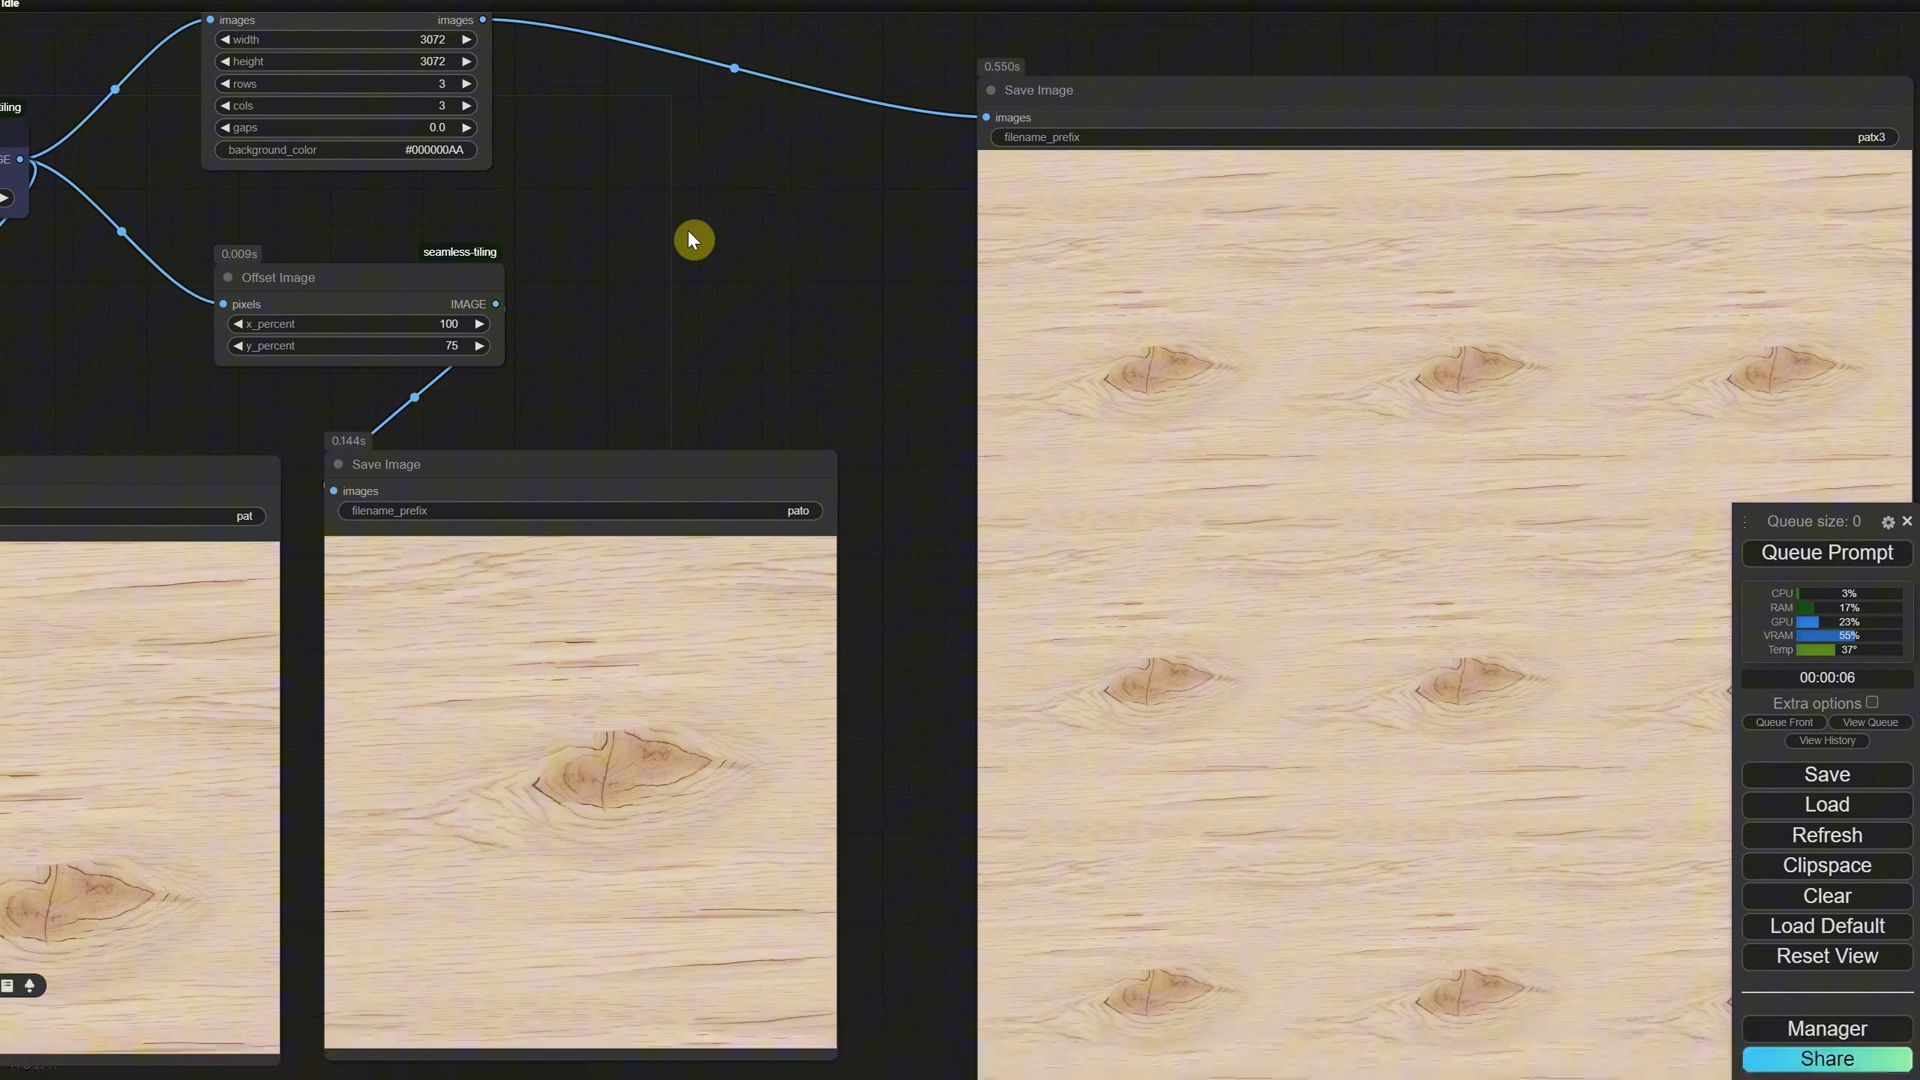 Idle
images images
width 3072
height 3072
rows 3
cols 3
gaps 0.0
background_color #000000AA
tiling
GE
0.009s
seamless-tiling
Offset Image
pixels IMAGE
x_percent 100
y_percent 75
0.144s
Save Image
images
filename_prefix pato
pat
0.550s
Save Image
images
filename_prefix patx3
Queue size: 0
Queue Prompt
CPU 3%
RAM 17%
GPU 23%
VRAM 55%
Temp 37°
00:00:06
Extra options
Queue Front View Queue
View History
Save
Load
Refresh
Clipspace
Clear
Load Default
Reset View
Manager
Share